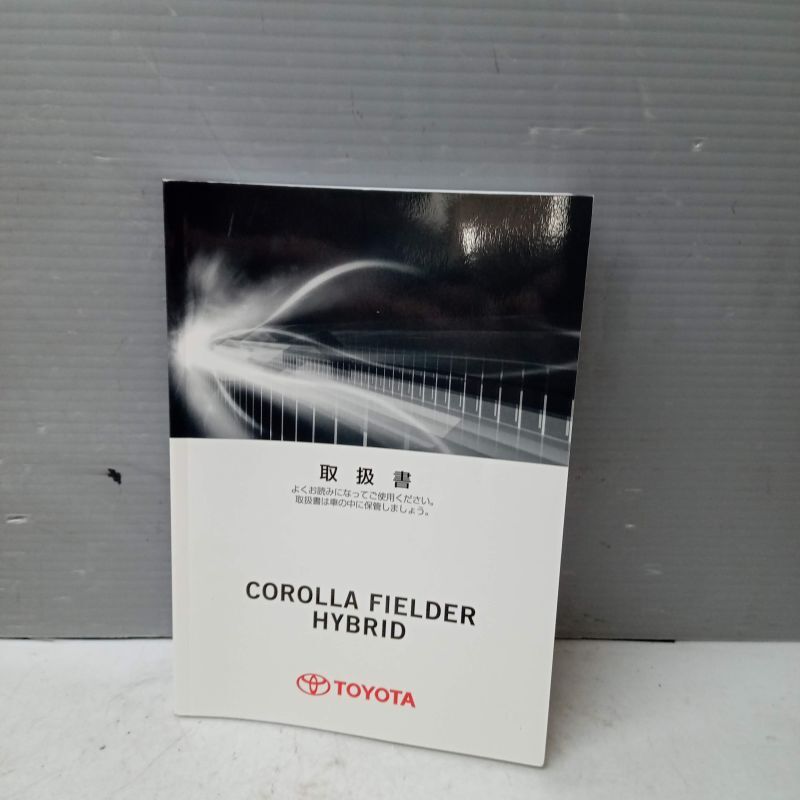 取扱書
よくお読みになってご使用ください。
取扱書は車の中に保管しましょう。
COROLLA FIELDER
HYBRID
TOYOTA